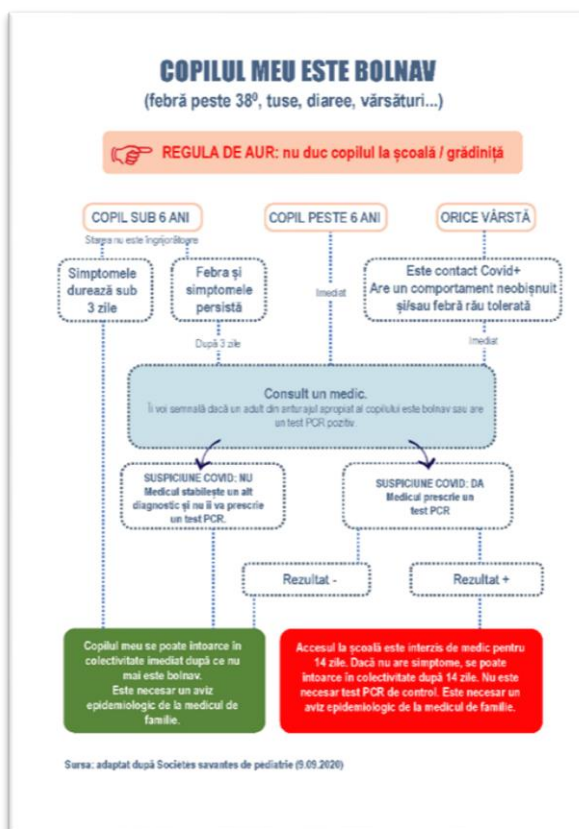 COPILUL MEU ESTE BOLNAV
(febră peste 38⁰, tuse, diaree, vărsături...)
REGULA DE AUR: nu duc copilul la școală / grădiniță
COPIL SUB 6 ANI
COPIL PESTE 6 ANI
ORICE VÂRSTĂ
Starea nu este îngrijorătoare
Simptomele
durează sub
3 zile
Febra și
simptomele
persistă
Imediat
Este contact Covid+
Are un comportament neobișnuit
și/sau febră rău tolerată
După 3 zile
Imediat
Consult un medic.
Îi voi semnala dacă un adult din anturajul apropiat al copilului este bolnav sau are
un test PCR pozitiv.
SUSPICIUNE COVID: NU
Medicul stabilește un alt
diagnostic și nu îi va prescrie
un test PCR.
SUSPICIUNE COVID: DA
Medicul prescrie un
test PCR
Rezultat -
Rezultat +
Copilul meu se poate întoarce în
colectivitate imediat după ce nu
mai este bolnav.
Este necesar un aviz
epidemiologic de la medicul de
familie.
Accesul la școală este interzis de medic pentru
14 zile. Dacă nu are simptome, se poate
întoarce în colectivitate după 14 zile. Nu este
necesar test PCR de control. Este necesar un
aviz epidemiologic de la medicul de familie.
Sursa: adaptat după Societes savantes de pediatrie (9.09.2020)